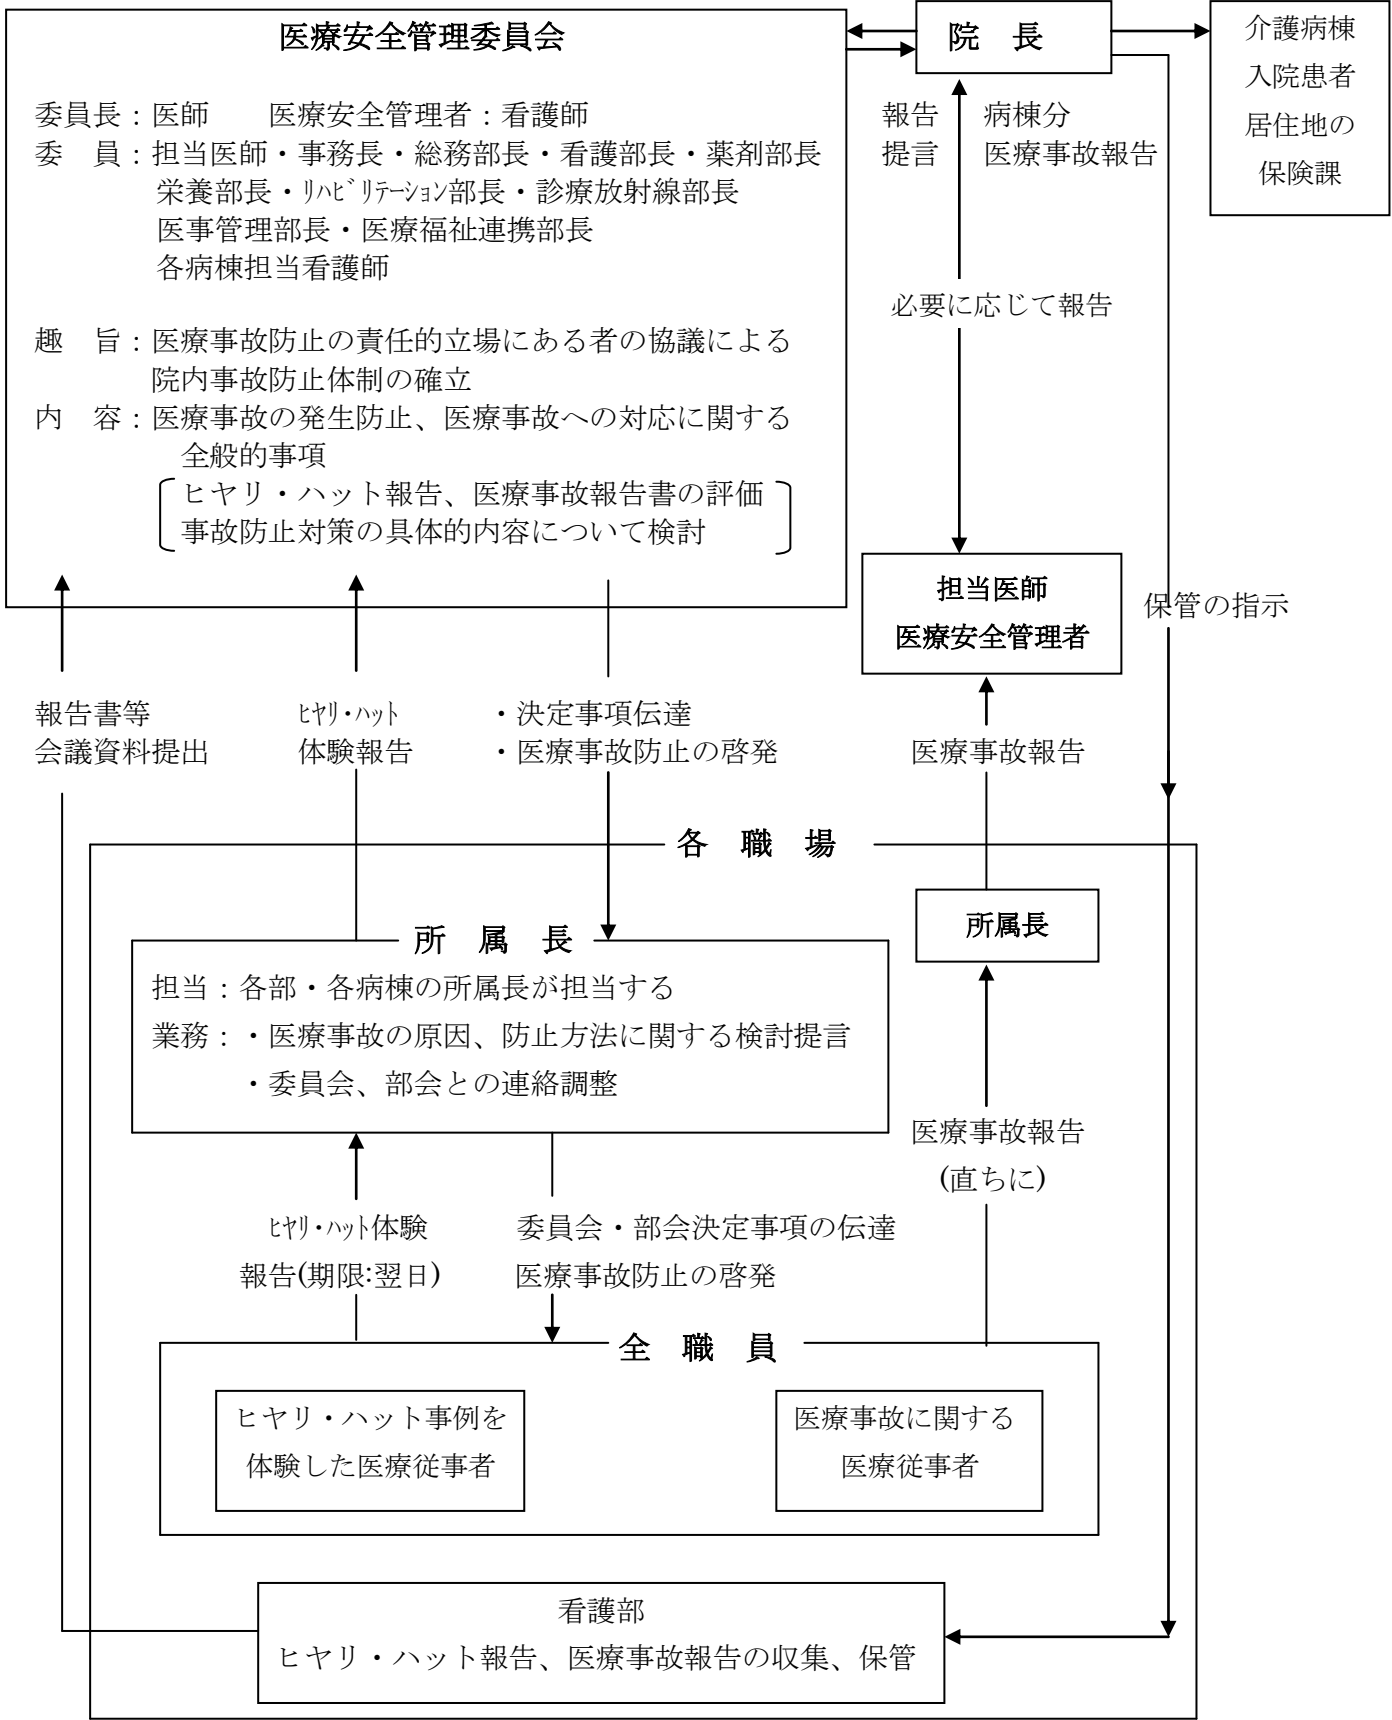 医療安全管理委員会
委員長：医師　　医療安全管理者：看護師
委　員：担当医師・事務長・総務部長・看護部長・薬剤部長
栄養部長・ﾘﾊﾋﾞﾘﾃｰｼｮﾝ部長・診療放射線部長
医事管理部長・医療福祉連携部長
各病棟担当看護師
趣　旨：医療事故防止の責任的立場にある者の協議による
院内事故防止体制の確立
内　容：医療事故の発生防止、医療事故への対応に関する
全般的事項
ヒヤリ・ハット報告、医療事故報告書の評価
事故防止対策の具体的内容について検討
院　長
介護病棟
入院患者
居住地の
保険課
報告
提言
病棟分
医療事故報告
必要に応じて報告
担当医師
医療安全管理者
保管の指示
報告書等
会議資料提出
ﾋﾔﾘ・ﾊｯﾄ
体験報告
・決定事項伝達
・医療事故防止の啓発
医療事故報告
各　職　場
所属長
所　属　長
担当：各部・各病棟の所属長が担当する
業務：・医療事故の原因、防止方法に関する検討提言
・委員会、部会との連絡調整
医療事故報告
(直ちに)
ﾋﾔﾘ・ﾊｯﾄ体験
報告(期限:翌日)
委員会・部会決定事項の伝達
医療事故防止の啓発
全　職　員
ヒヤリ・ハット事例を
体験した医療従事者
医療事故に関する
医療従事者
看護部
ヒヤリ・ハット報告、医療事故報告の収集、保管